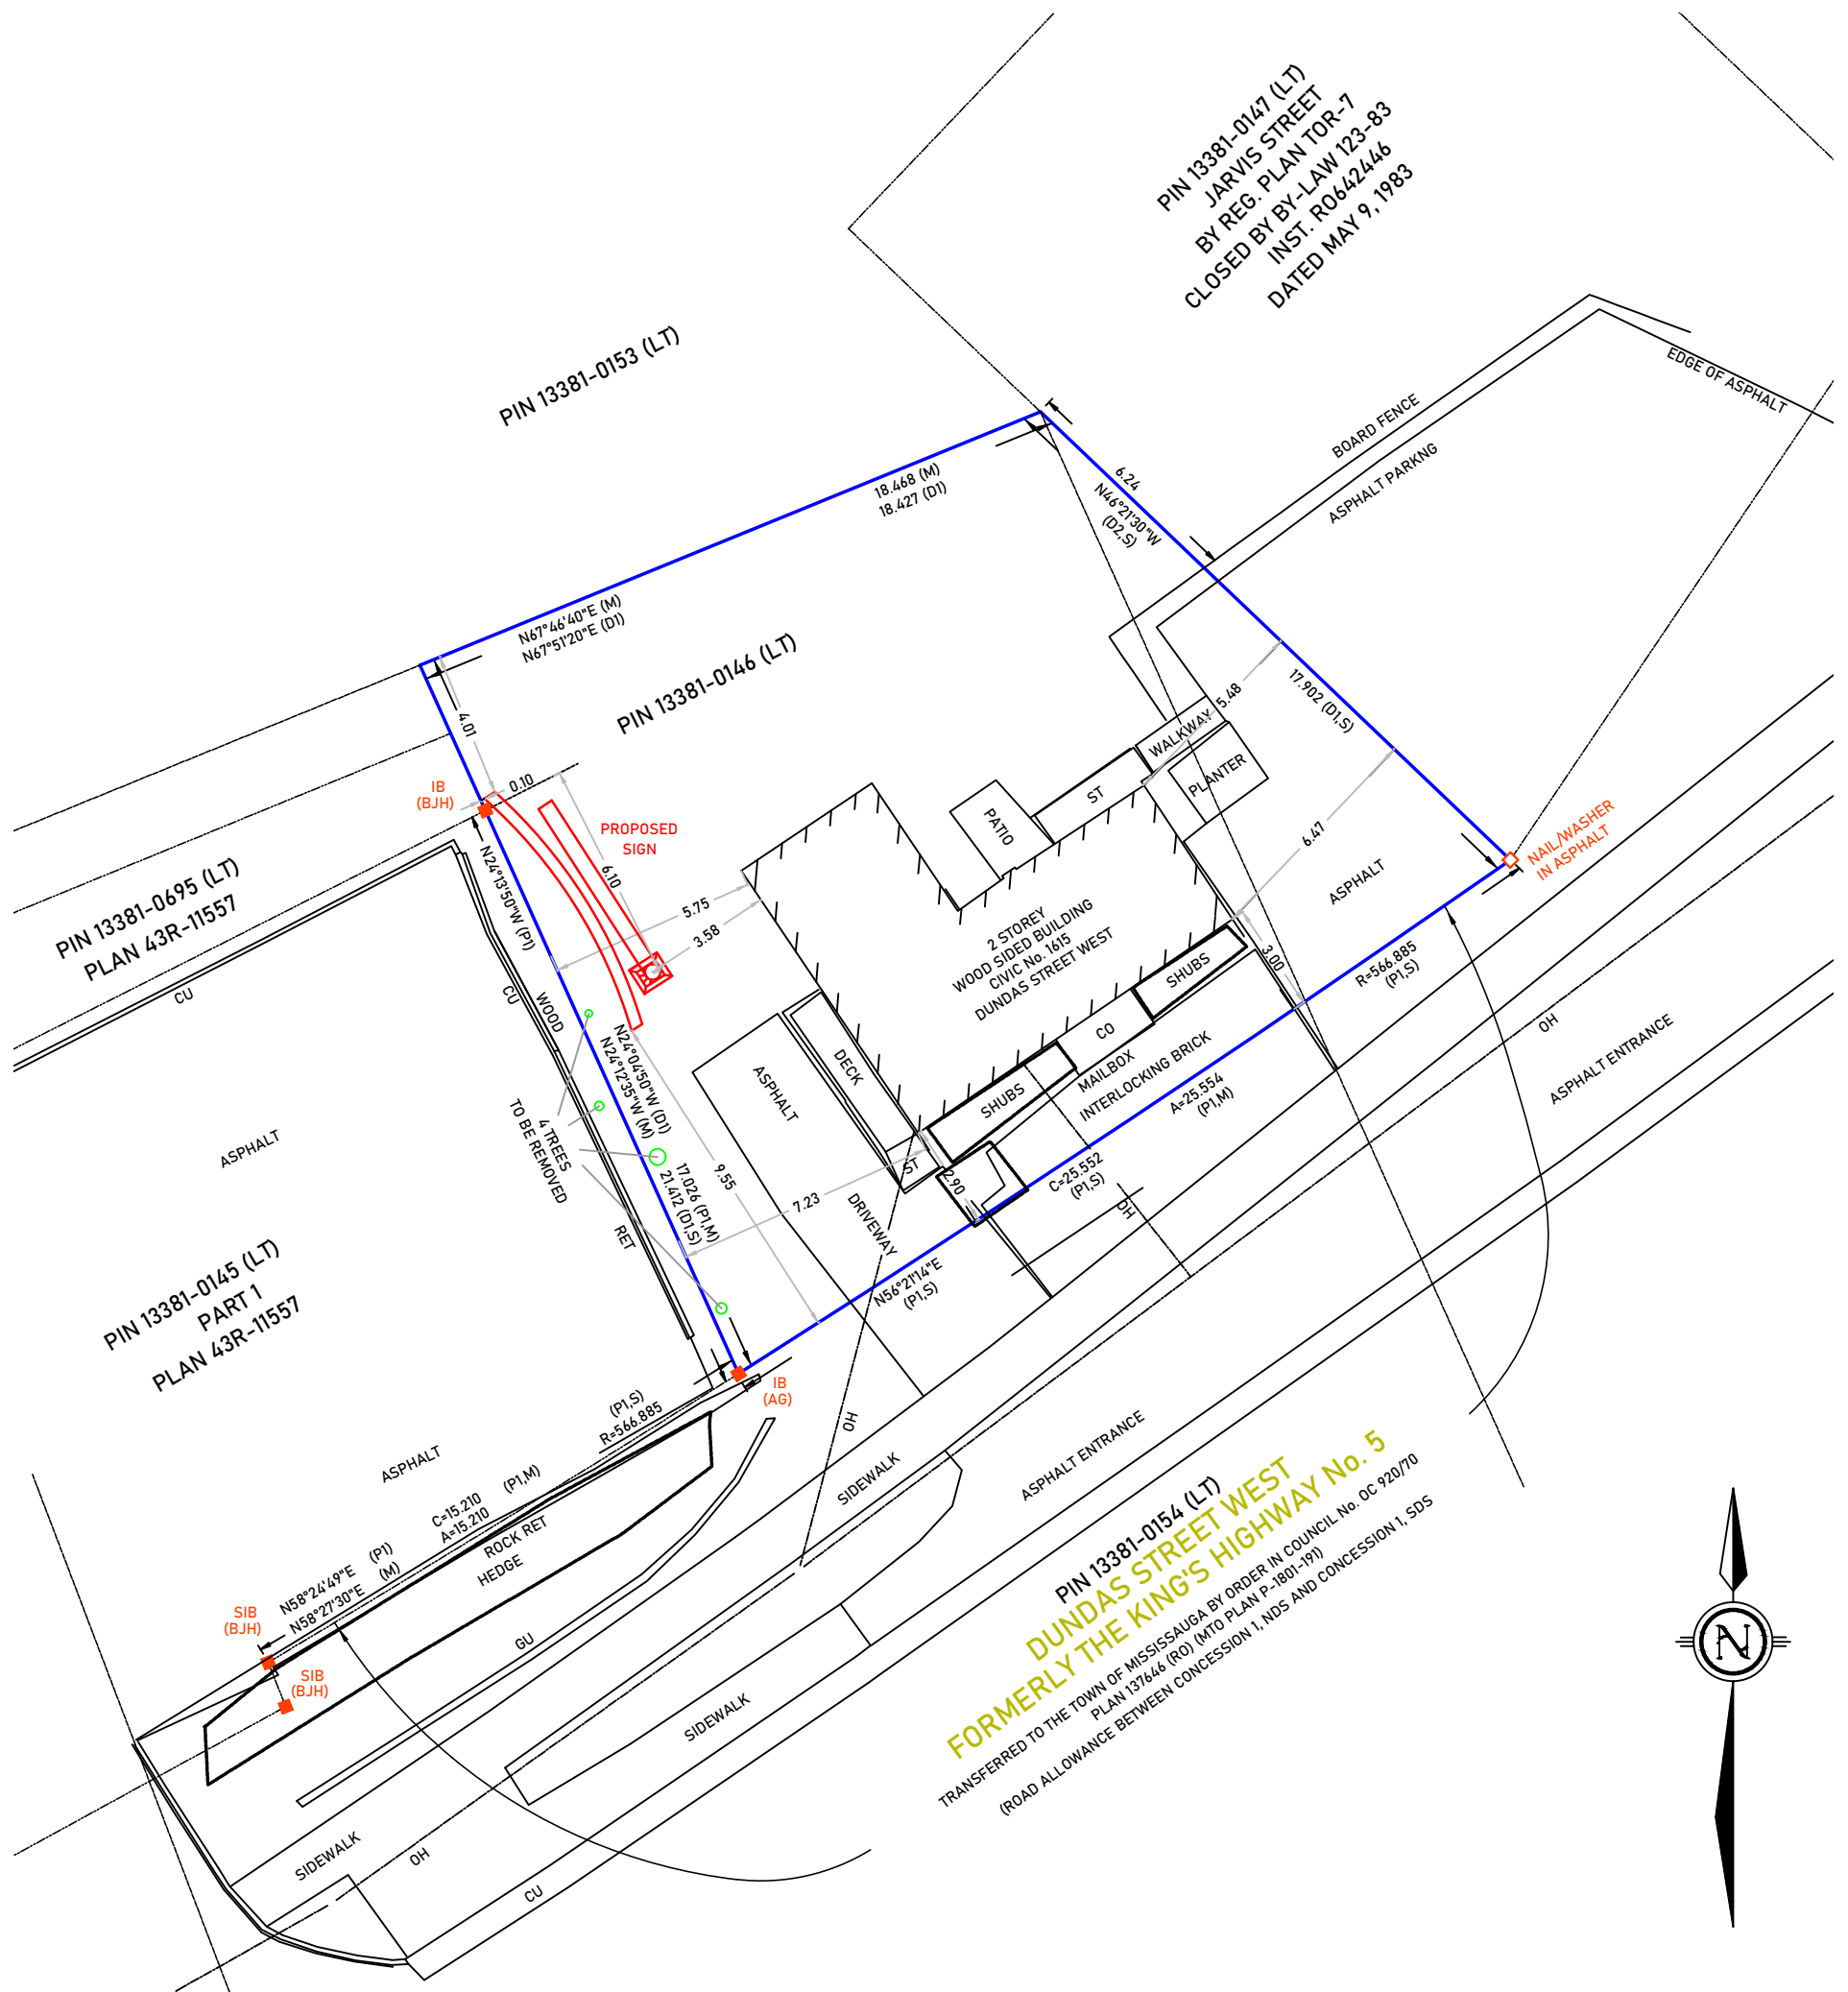 PIN 13381-0147 (LT)
JARVIS STREET
BY REG. PLAN TOR-7
CLOSED BY BY-LAW 123-83
INST. RO642446
DATED MAY 9, 1983
PIN 13381-0153 (LT)
EDGE OF ASPHALT
BOARD FENCE
ASPHALT PARKNG
18.468 (M)
18.427 (D1)
6.24
N46°21'30"W
(D2,S)
N67°46'40"E (M)
N67°51'20"E (D1)
PIN 13381-0146 (LT)
4.01
0.10
IB
(BJH)
PROPOSED
SIGN
6.10
5.75
3.58
WALKWAY
5.48
17.902 (D1,S)
PLANTER
ST
PATIO
6.47
ASPHALT
NAIL/WASHER
IN ASPHALT
PIN 13381-0695 (LT)
PLAN 43R-11557
CU
N24°13'50"W (P1)
CU
WOOD
RET
2 STOREY
WOOD SIDED BUILDING
CIVIC No. 1615
DUNDAS STREET WEST
SHUBS
3.00
R=566.885
(P1,S)
CO
MAILBOX
INTERLOCKING BRICK
SHUBS
A=25.554
(P1,M)
OH
ASPHALT ENTRANCE
N24°04'50"W (D1)
N24°12'35"W (M)
DECK
ASPHALT
4 TREES
TO BE REMOVED
ASPHALT
17.026 (P1,M)
21.412 (D1,S)
9.55
7.23
ST
2.90
C=25.552
(P1,S)
OH
DRIVEWAY
N56°21'14"E
(P1,S)
PIN 13381-0145 (LT)
PART 1
PLAN 43R-11557
IB
(AG)
(P1,S)
R=566.885
OH
ASPHALT
C=15.210
A=15.210
(P1,M)
SIDEWALK
ASPHALT ENTRANCE
ROCK RET
HEDGE
N58°24'49"E (P1)
N58°27'30"E (M)
SIB
(BJH)
SIB
(BJH)
GU
SIDEWALK
SIDEWALK
OH
CU
PIN 13381-0154 (LT)
DUNDAS STREET WEST
FORMERLY THE KING'S HIGHWAY No. 5
TRANSFERRED TO THE TOWN OF MISSISSAUGA BY ORDER IN COUNCIL No. OC 920/70
PLAN 137646 (RO) (MTO PLAN P-1801-191)
(ROAD ALLOWANCE BETWEEN CONCESSION 1, NDS AND CONCESSION 1, SDS
N